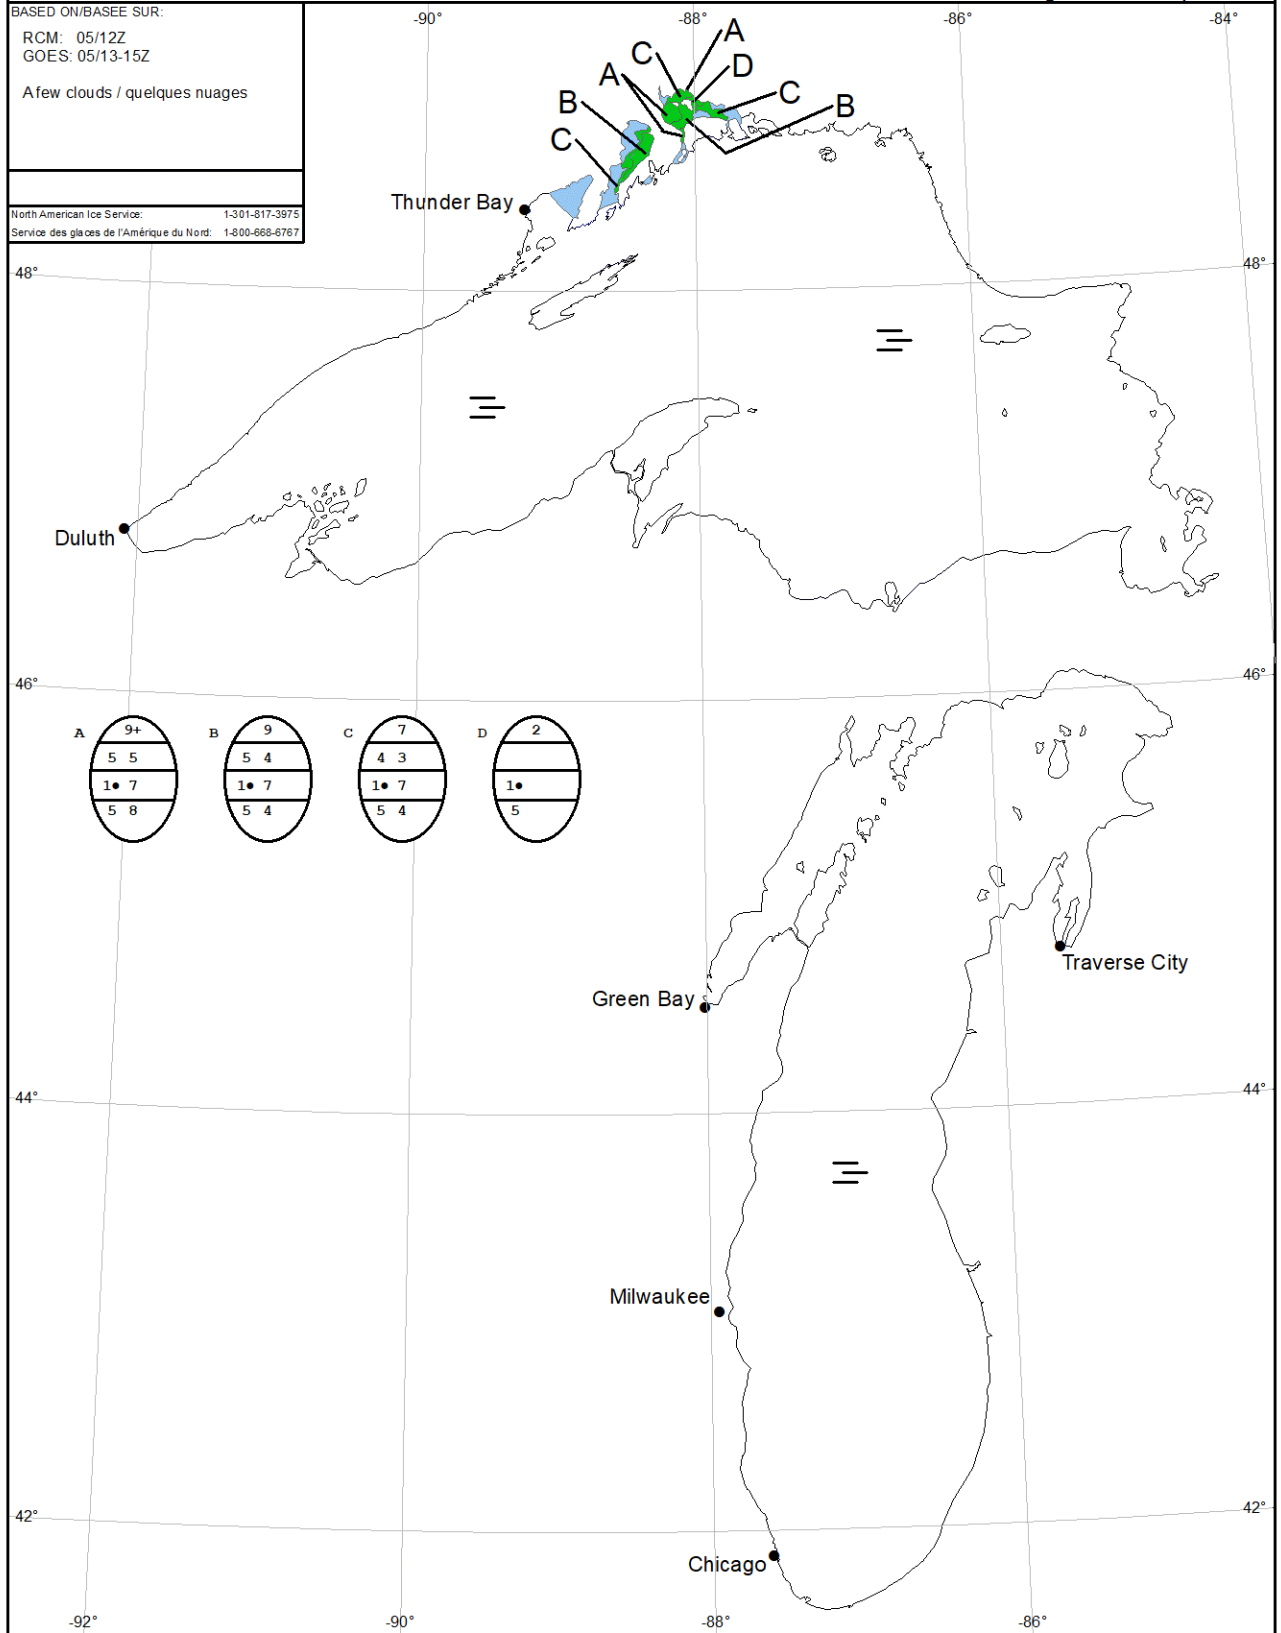 BASED ON/BASEE SUR:
RCM: 05/12Z
GOES: 05/13-15Z
A few clouds / quelques nuages
North American Ice Service: 1-301-817-3975
Service des glaces de l'Amérique du Nord: 1-800-668-6767
-90° -88° -86° -84°
A
C
D
A
C
B
B
C
Thunder Bay
48° 48°
Duluth
46° 46°
A 9+
5 5
1● 7
5 8
B 9
5 4
1● 7
5 4
C 7
4 3
1● 7
5 4
D 2
1●
5
Traverse City
Green Bay
44° 44°
Milwaukee
42° 42°
Chicago
-92° -90° -88° -86°